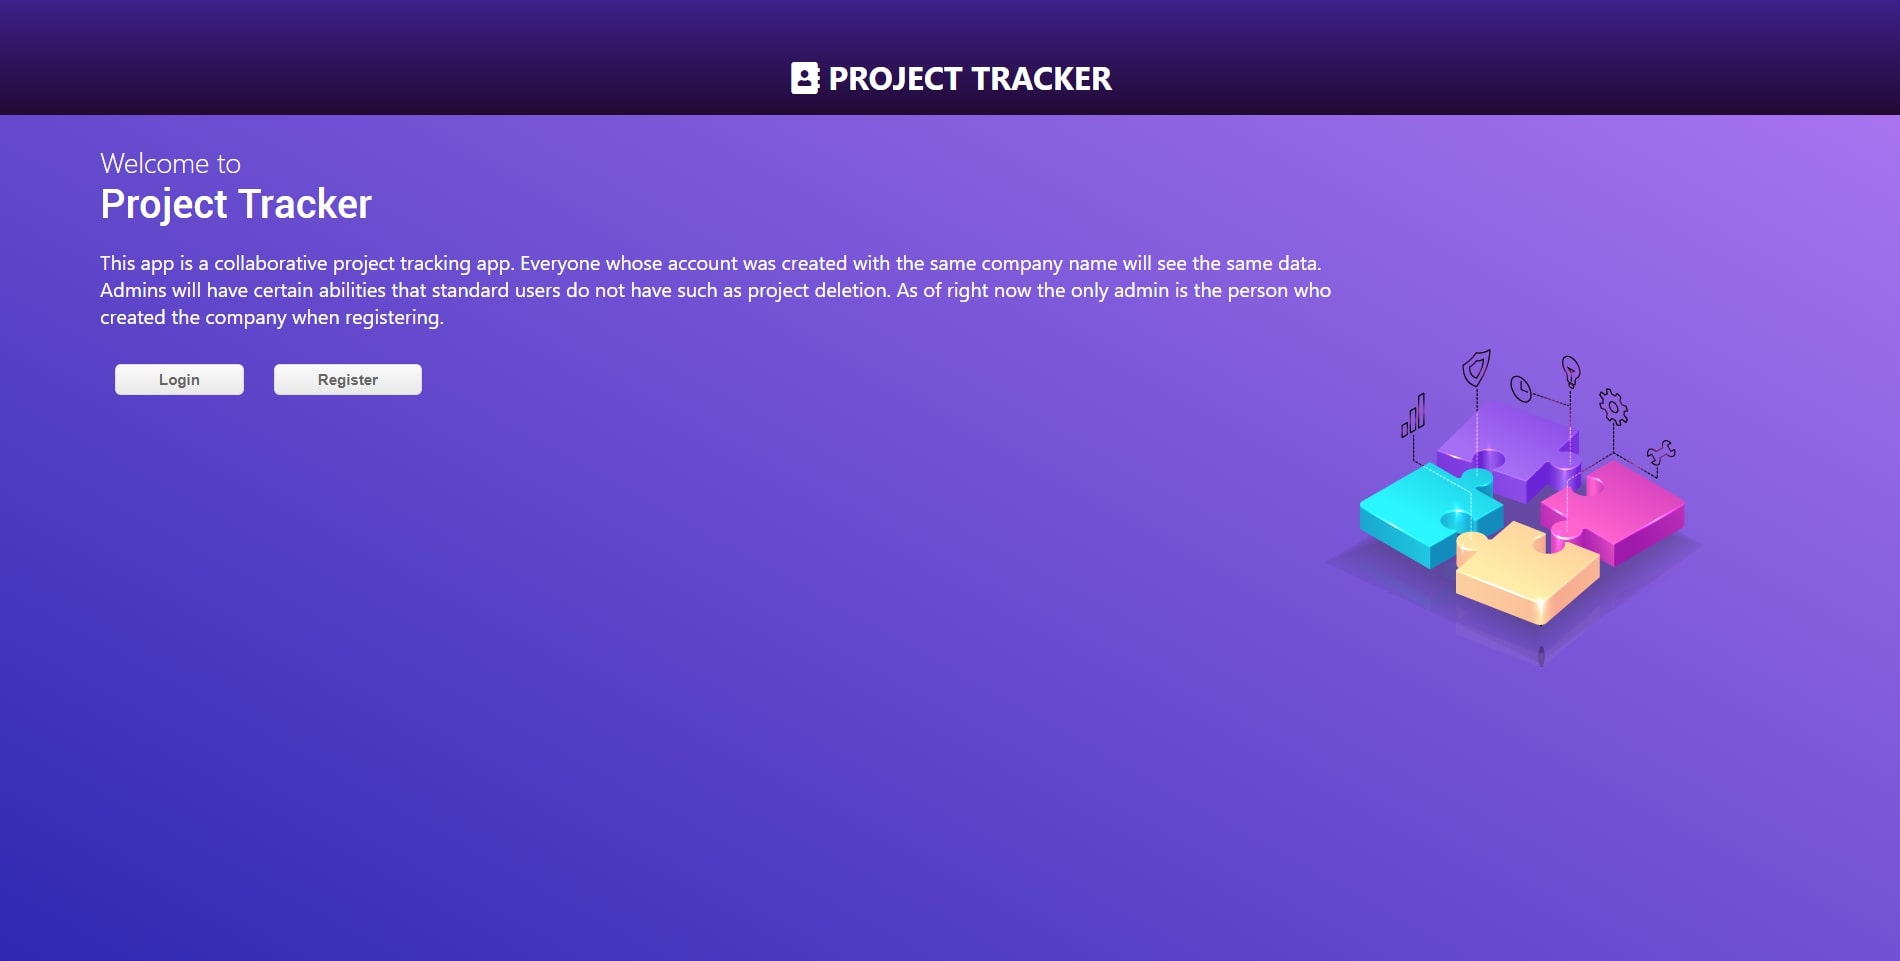 PROJECT TRACKER
Welcome to
Project Tracker
This app is a collaborative project tracking app. Everyone whose account was created with the same company name will see the same data.
Admins will have certain abilities that standard users do not have such as project deletion. As of right now the only admin is the person who
created the company when registering.
Login Register